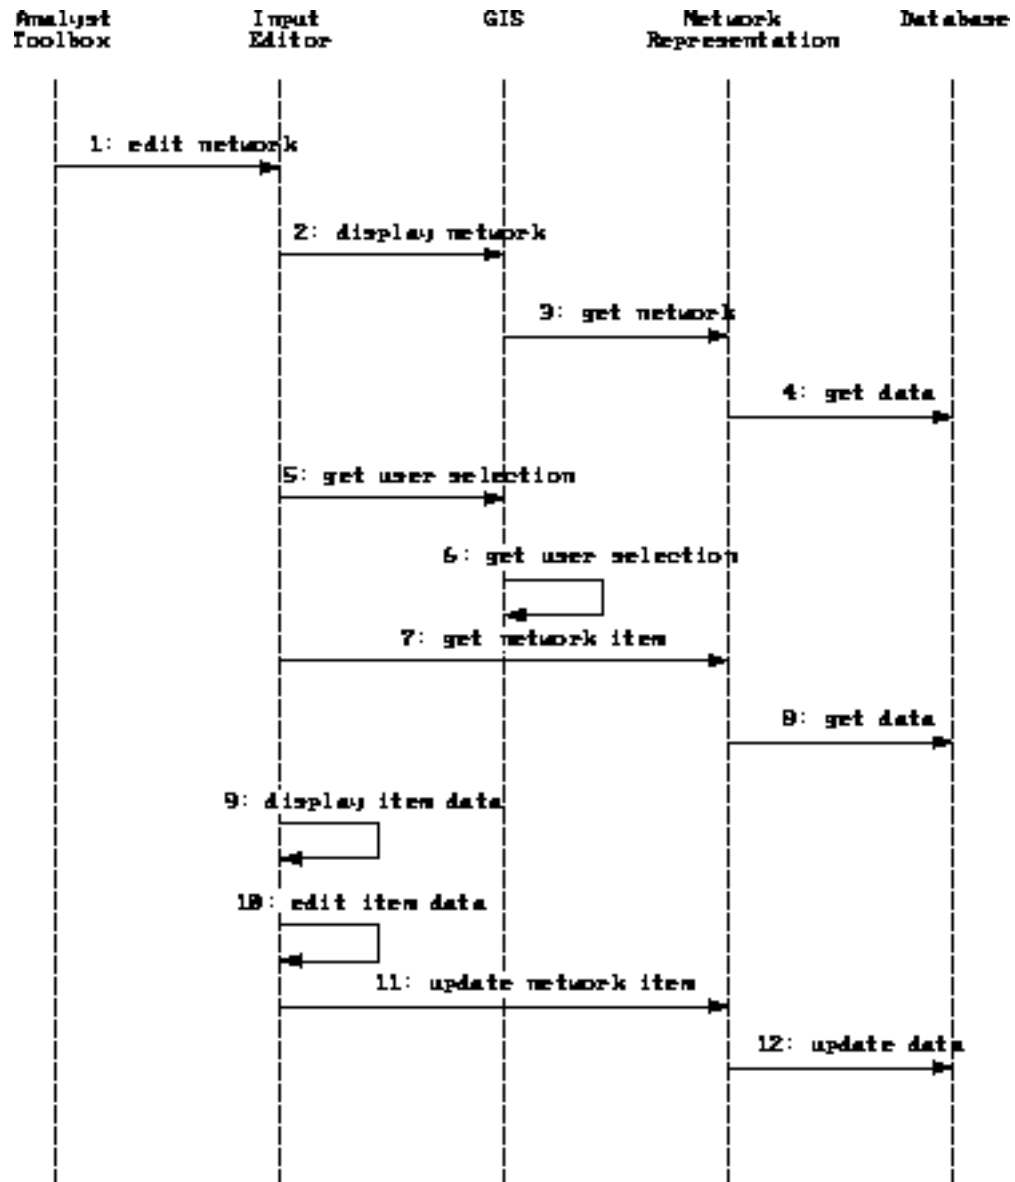 Analyst
Toolbox
Input
Editor
GIS
Network
Representation
Database
1: edit network
2: display network
3: get network
4: get data
5: get user selection
6: get user selection
7: get network item
8: get data
9: display item data
10: edit item data
11: update network item
12: update data